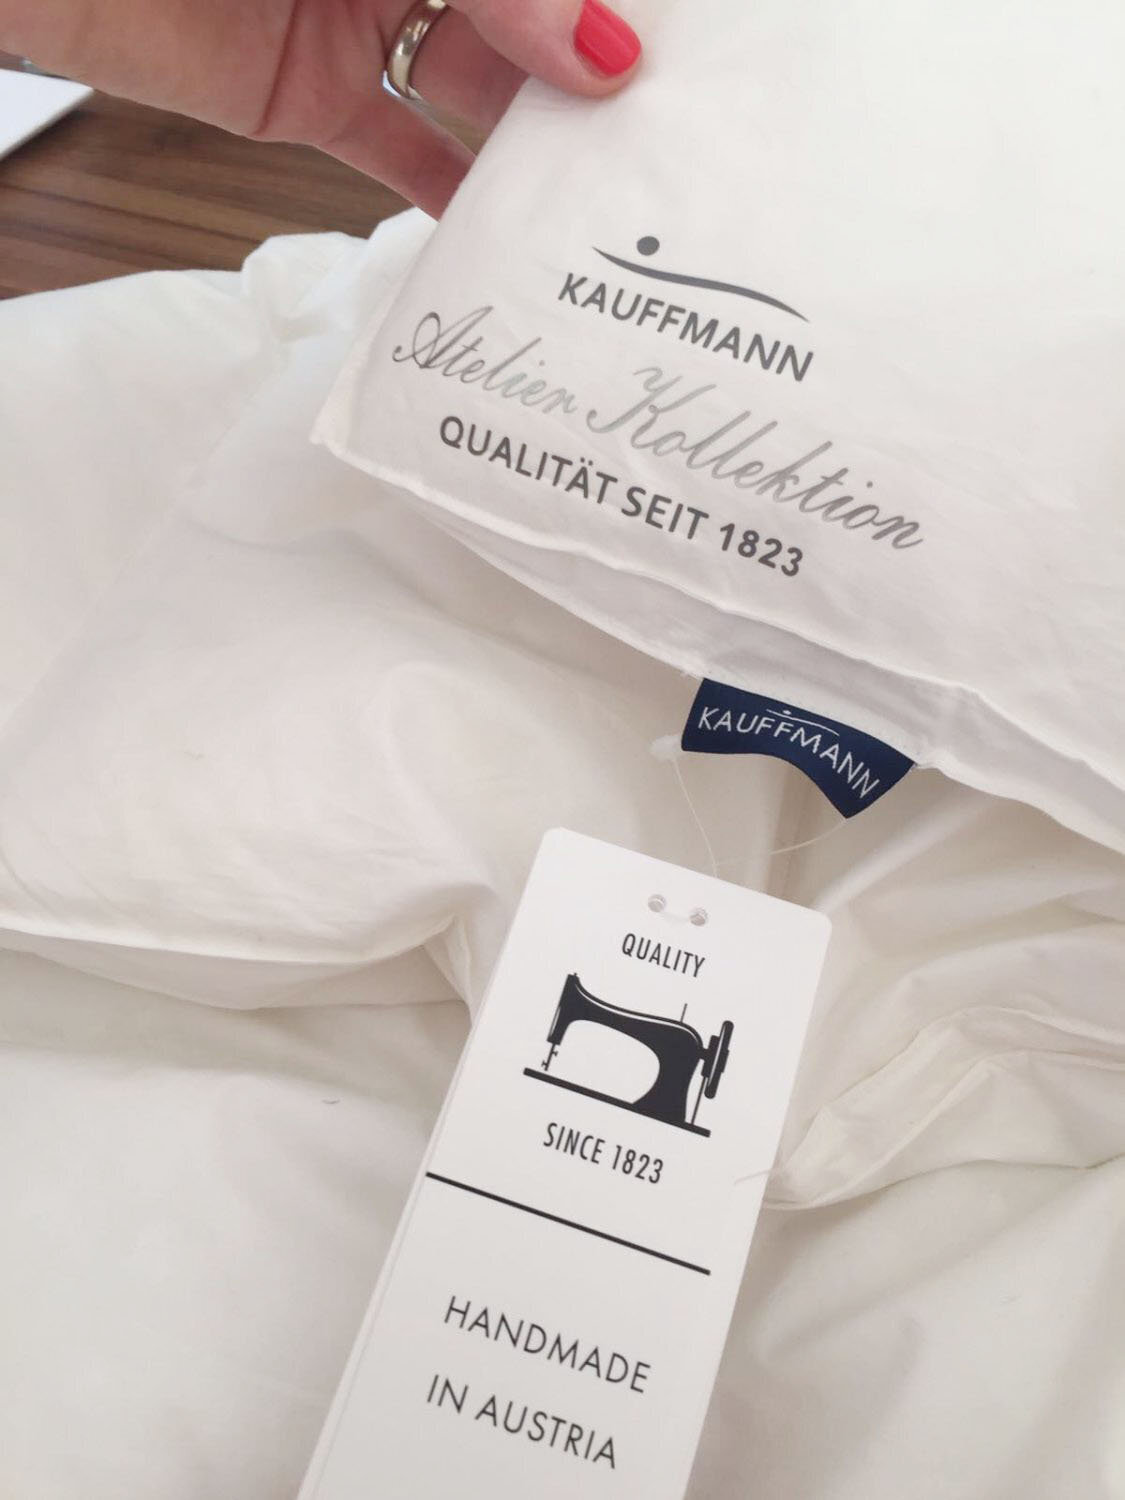 KAUFFMANN
Atelier Kollektion
QUALITÄT SEIT 1823
KAUFFMANN
QUALITY
SINCE 1823
HANDMADE
IN AUSTRIA